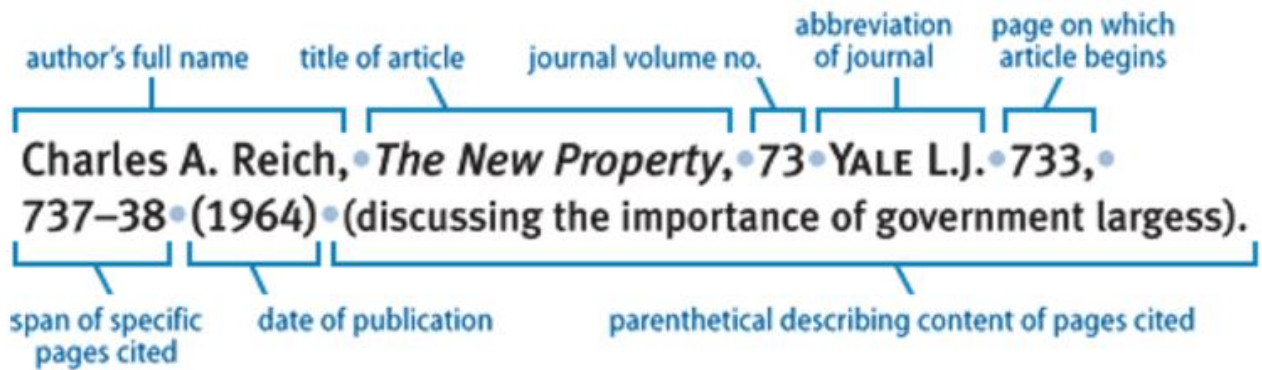 abbreviation page on which
author's full name title of article journal volume no. of journal article begins
Charles A. Reich, • The New Property, • 73 • YALE L.J. • 733, •
737–38 • (1964) • (discussing the importance of government largess).
span of specific date of publication parenthetical describing content of pages cited
pages cited